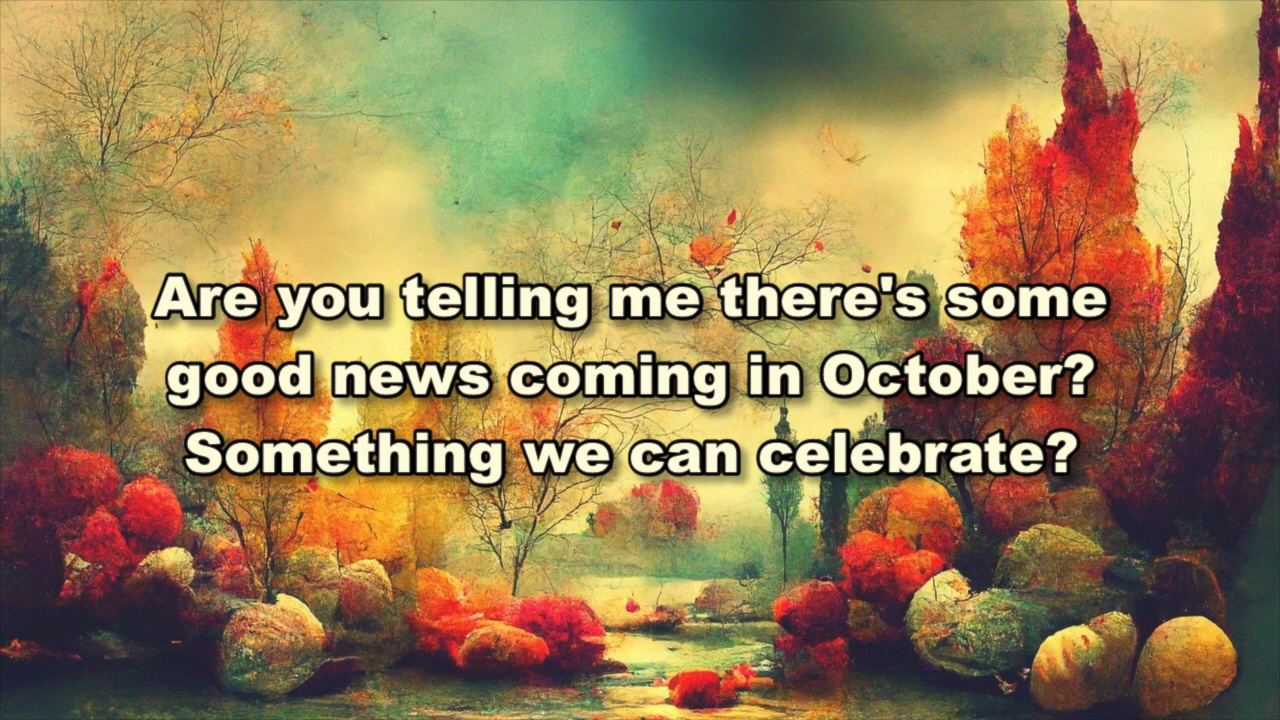 Are you telling me there's some
good news coming in October?
Something we can celebrate?